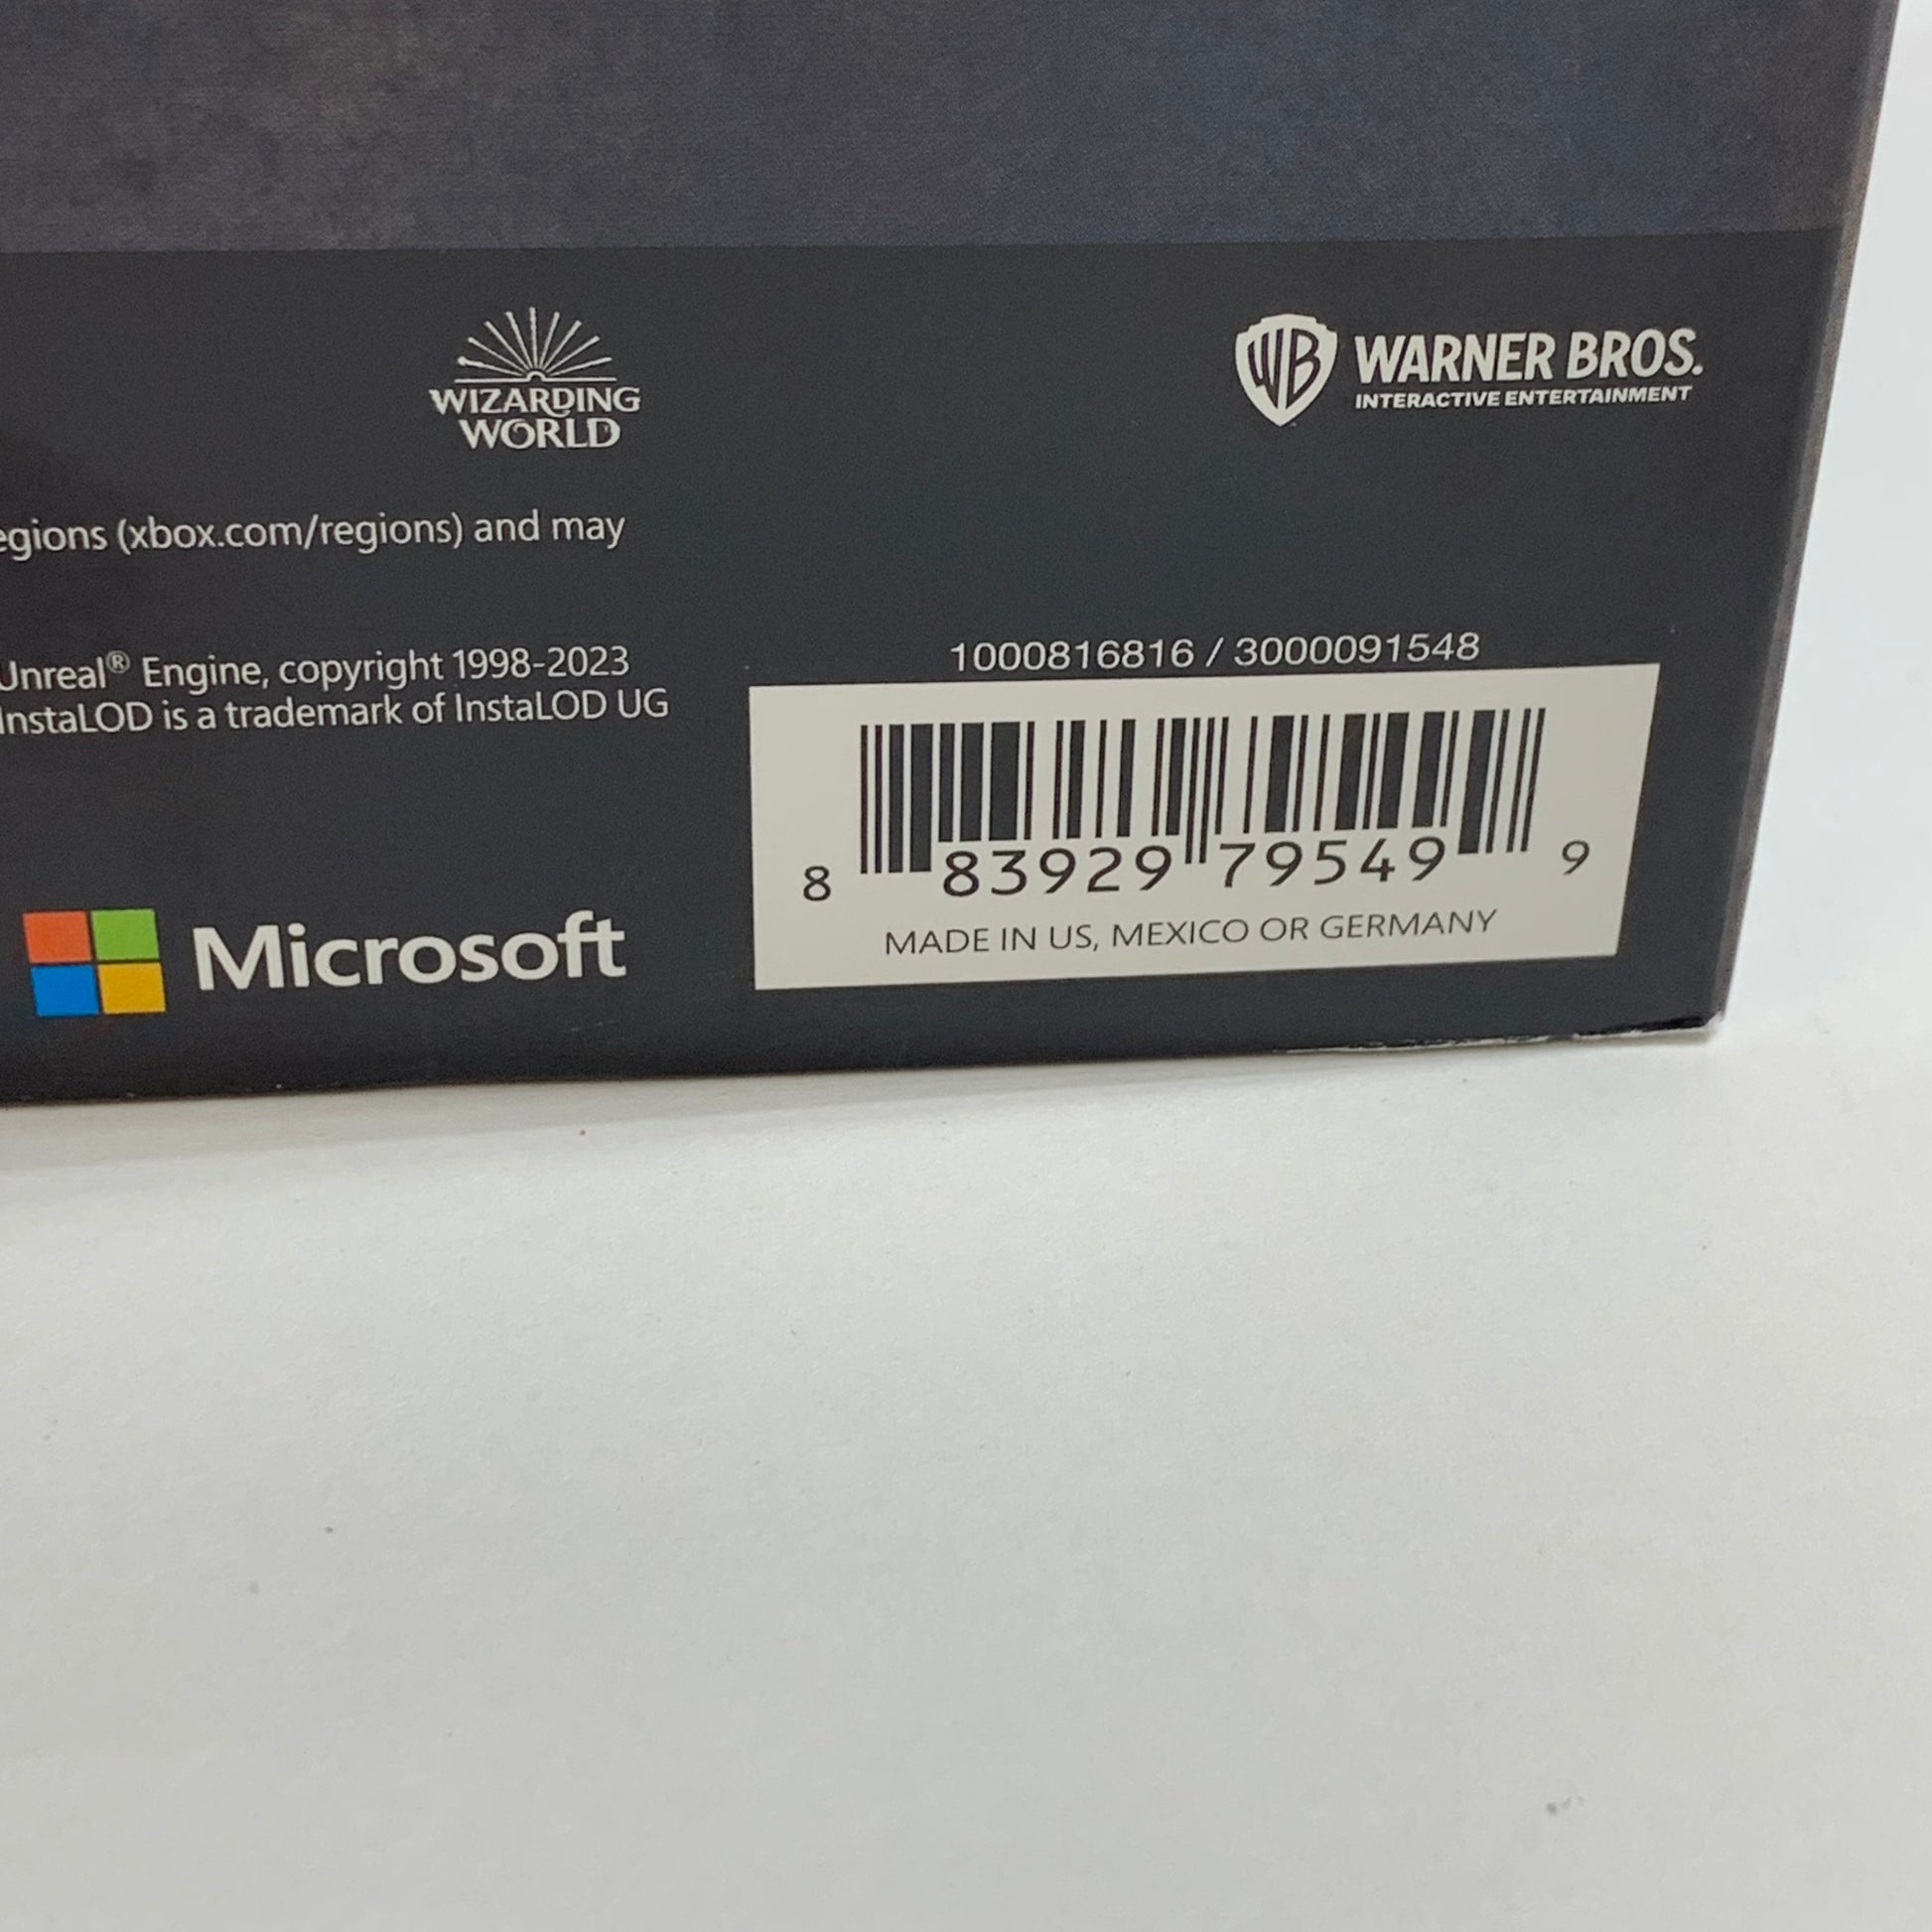 WIZARDING
WORLD
WB WARNER BROS.
INTERACTIVE ENTERTAINMENT
(xbox.com/regions) and may
Unreal® Engine, copyright 1998-2023
InstaLOD is a trademark of InstaLOD UG
1000816816 / 3000091548
8 83929 79549 9
MADE IN US, MEXICO OR GERMANY
Microsoft